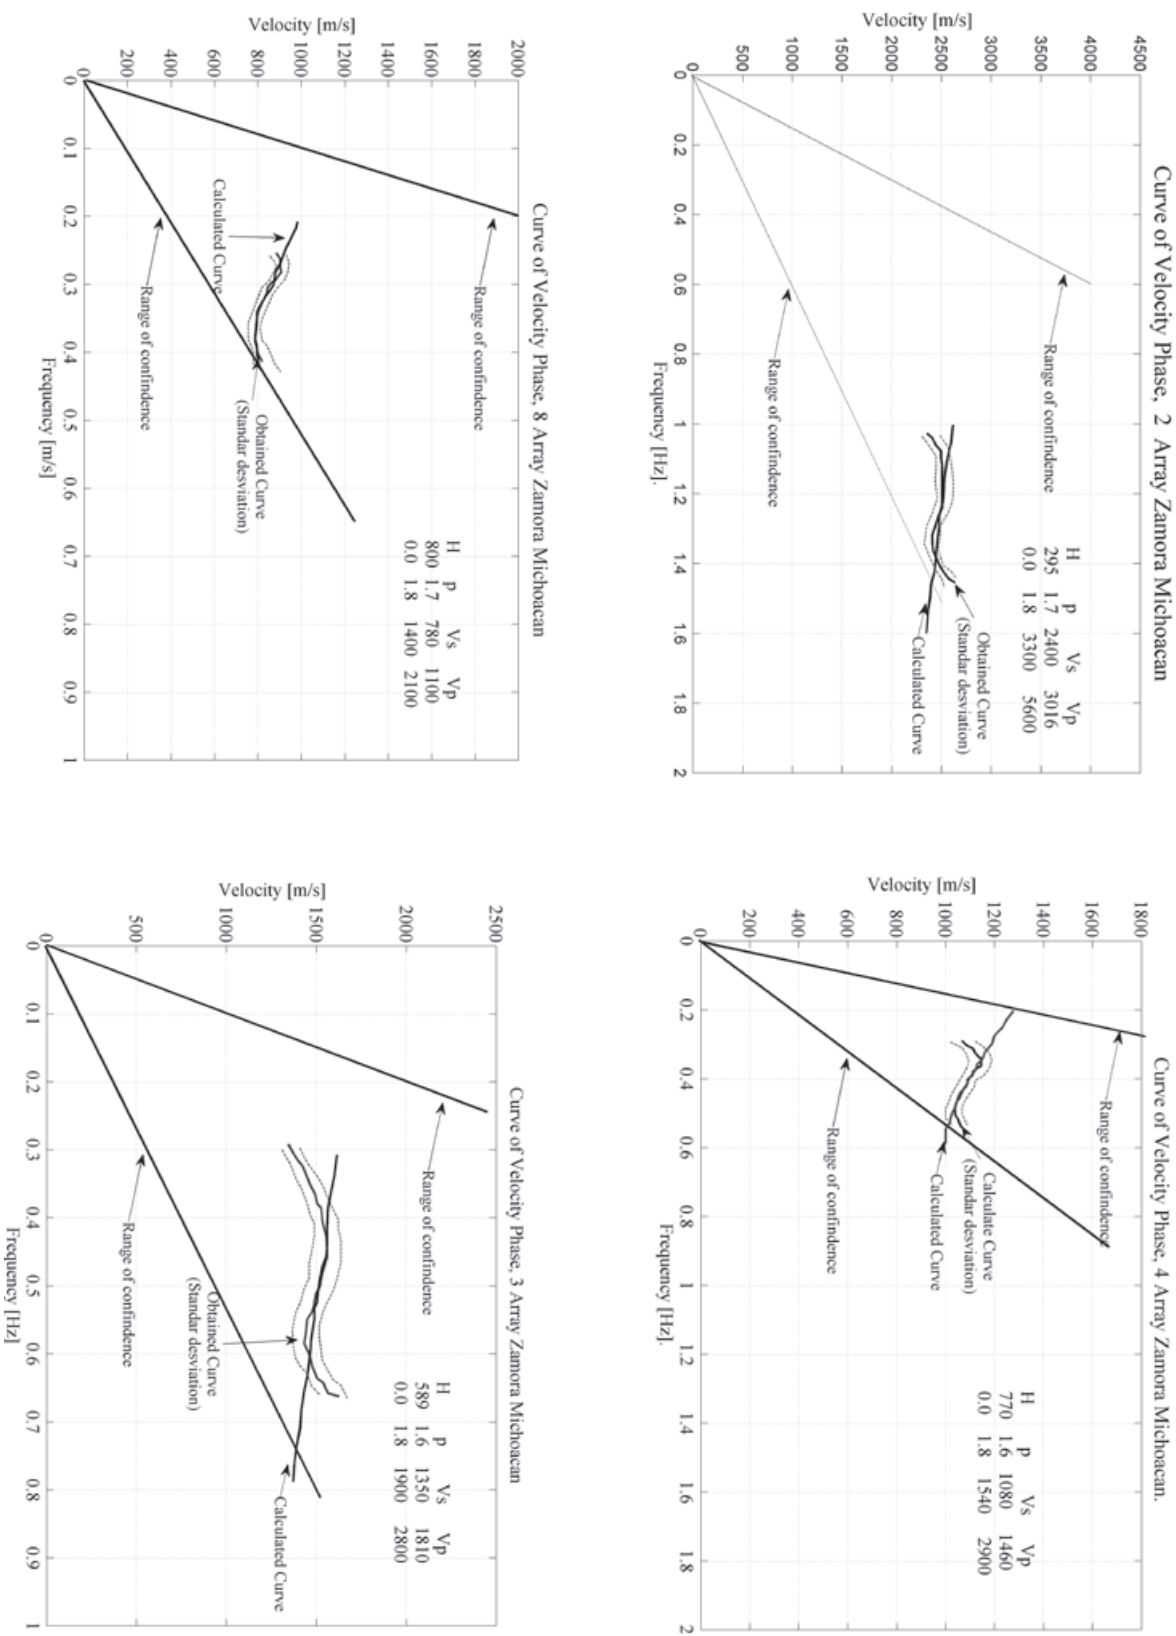 Curve of Velocity Phase, 2 Array Zamora Michoacan
Velocity [m/s]
4500
4000
3500
3000
2500
2000
1500
1000
500
0 0.2 0.4 0.6 0.8 1 1.2 1.4 1.6 1.8 2
Frequency [Hz].
Range of confindence
Range of confindence
H p Vs Vp
295 1.7 2400 3016
0.0 1.8 3300 5600
Obtained Curve
(Standar desviation)
Calculated Curve
Curve of Velocity Phase, 4 Array Zamora Michoacan.
Velocity [m/s]
1800
1600
1400
1200
1000
800
600
400
200
0 0.2 0.4 0.6 0.8 1 1.2 1.4 1.6 1.8 2
Frequency [Hz].
Range of confindence
Range of confindence
Calculate Curve
(Standar desviation)
Calculated Curve
H p Vs Vp
770 1.6 1080 1460
0.0 1.8 1540 2900
Curve of Velocity Phase, 8 Array Zamora Michoacan
Velocity [m/s]
2000
1800
1600
1400
1200
1000
800
600
400
200
0
0 0.1 0.2 0.3 0.4 0.5 0.6 0.7 0.8 0.9 1
Frequency [m/s]
Range of confindence
Range of confindence
Calculated Curve
Obtained Curve
(Standar desviation)
H p Vs Vp
800 1.7 780 1100
0.0 1.8 1400 2100
Curve of Velocity Phase, 3 Array Zamora Michoacan
Velocity [m/s]
2500
2000
1500
1000
500
0 0.1 0.2 0.3 0.4 0.5 0.6 0.7 0.8 0.9 1
Frequency [Hz]
Range of confindence
Range of confindence
Obtained Curve
(Standar desviation)
H p Vs Vp
589 1.6 1350 1810
0.0 1.8 1900 2800
Calculated Curve